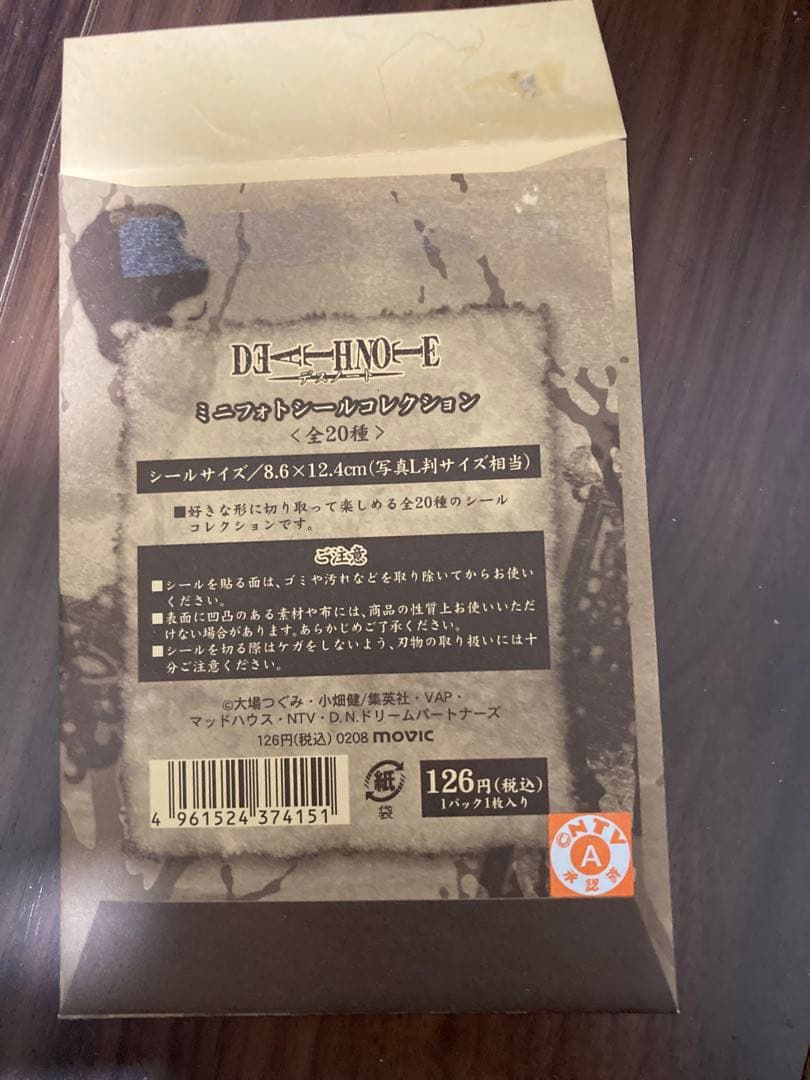 DEATHNOTE
デスノート
ミニフォトシールコレクション
＜全20種＞
シールサイズ／8.6×12.4cm(写真L判サイズ相当)
■好きな形に切り取って楽しめる全20種のシール
コレクションです。
ご注意
■シールを貼る面は、ゴミや汚れなどを取り除いてからお使い
ください。
■表面に凹凸のある素材や布には、商品の性質上お使いいただ
けない場合があります。あらかじめご了承ください。
■シールを切る際はケガをしないよう、刃物の取り扱いには十
分ご注意ください。
©大場つぐみ・小畑健/集英社・VAP・
マッドハウス・NTV・D.N.ドリームパートナーズ
126円(税込) 0208 movic
4 961524 374151
紙
袋
126円(税込)
1パック1枚入り
©NTV
A
承認済